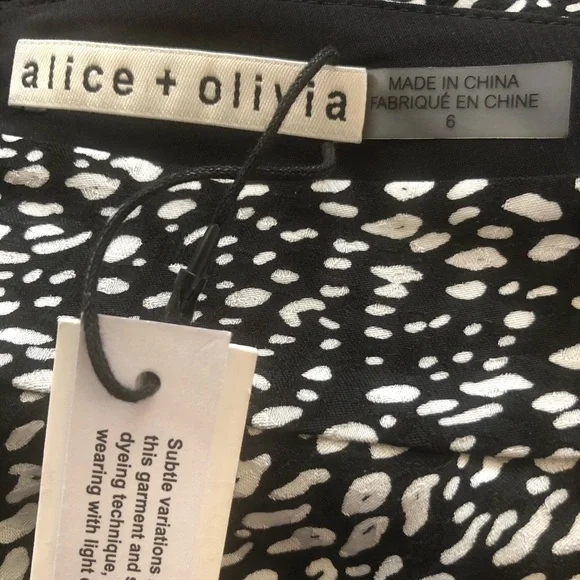 alice + olivia
MADE IN CHINA
FABRIQUÉ EN CHINE
6
Subtle variations
this garment and
dyeing technique,
wearing with light